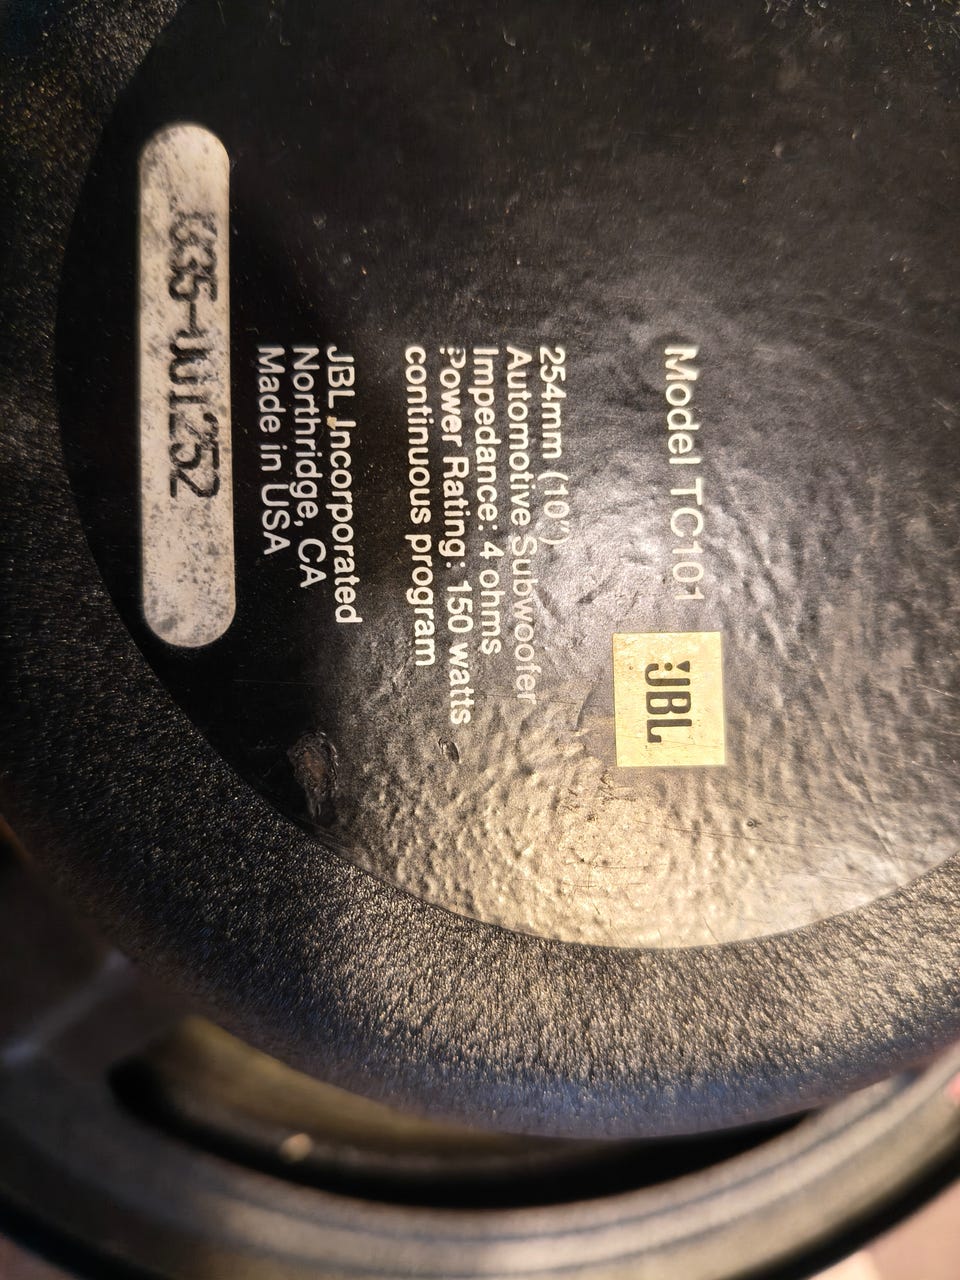 Model TC101
JBL
254mm (10")
Automotive Subwoofer
Impedance: 4 ohms
Power Rating: 150 watts
continuous program
JBL Incorporated
Northridge, CA
Made in USA